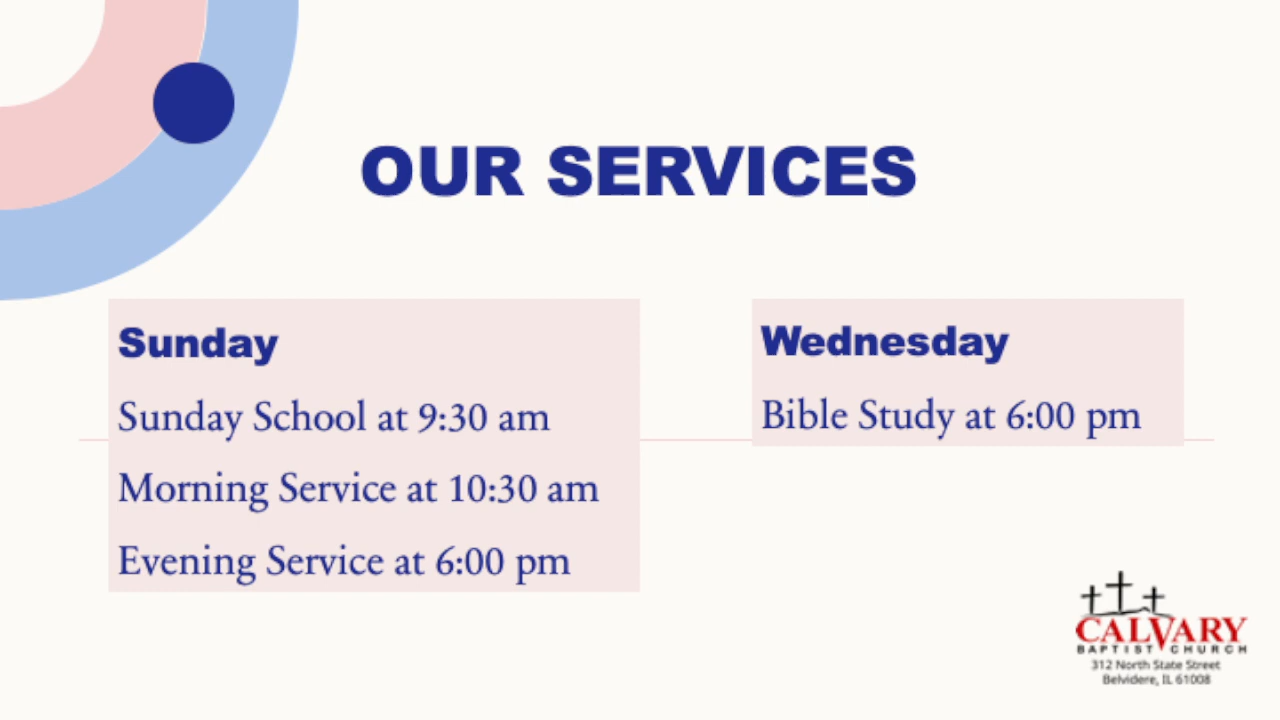 OUR SERVICES
Sunday
Sunday School at 9:30 am
Morning Service at 10:30 am
Evening Service at 6:00 pm
Wednesday
Bible Study at 6:00 pm
CALVARY
BAPTIST CHURCH
312 North State Street
Belvidere, IL 61008